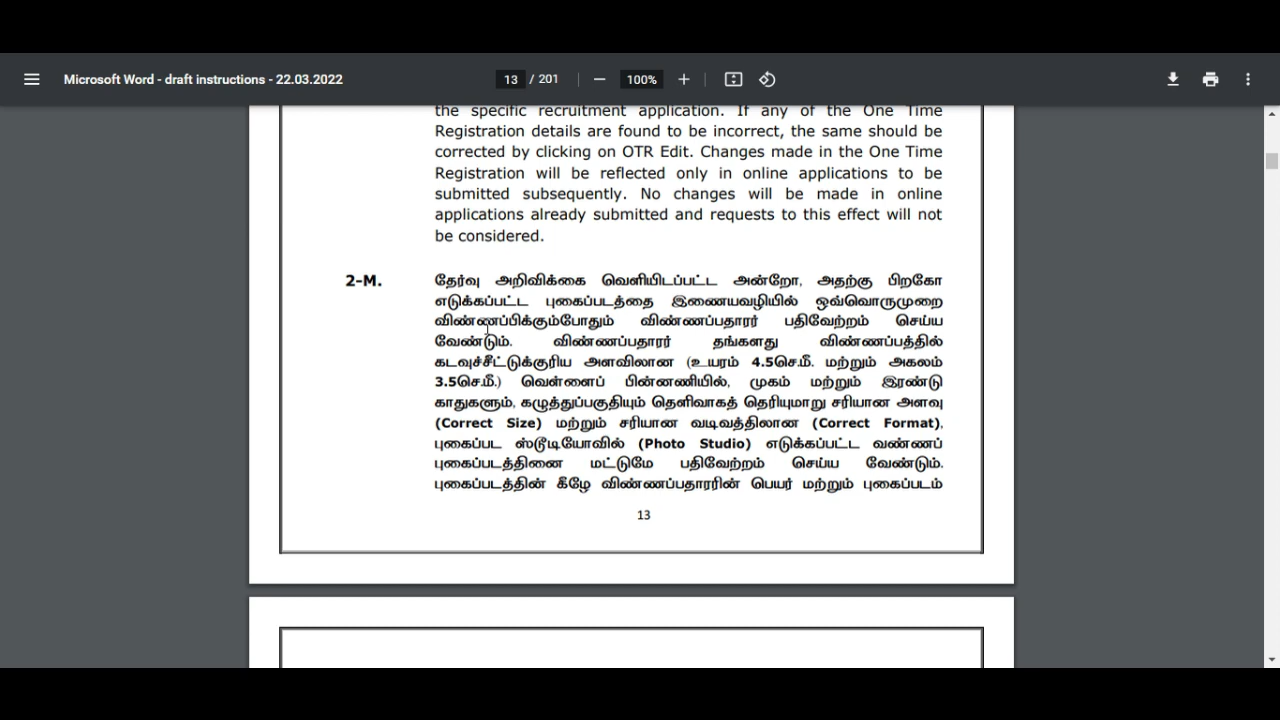 Microsoft Word - draft instructions - 22.03.2022
13 / 201
100%
the specific recruitment application. If any of the One Time
Registration details are found to be incorrect, the same should be
corrected by clicking on OTR Edit. Changes made in the One Time
Registration will be reflected only in online applications to be
submitted subsequently. No changes will be made in online
applications already submitted and requests to this effect will not
be considered.
2-M. தேர்வு அறிவிக்கை வெளியிடப்பட்ட அன்றோ, அதற்கு பிறகோ
எடுக்கப்பட்ட புகைப்படத்தை இணையவழியில் ஒவ்வொருமுறை
விண்ணப்பிக்கும்போதும் விண்ணப்பதாரர் பதிவேற்றம் செய்ய
வேண்டும். விண்ணப்பதாரர் தங்களது விண்ணப்பத்தில்
கடவுச்சீட்டுக்குரிய அளவிலான (உயரம் 4.5செ.மீ. மற்றும் அகலம்
3.5செ.மீ.) வெள்ளைப் பின்னணியில், முகம் மற்றும் இரண்டு
காதுகளும், கழுத்துப்பகுதியும் தெளிவாகத் தெரியுமாறு சரியான அளவு
(Correct Size) மற்றும் சரியான வடிவத்திலான (Correct Format),
புகைப்பட ஸ்டூடியோவில் (Photo Studio) எடுக்கப்பட்ட வண்ணப்
புகைப்படத்தினை மட்டுமே பதிவேற்றம் செய்ய வேண்டும்.
புகைப்படத்தின் கீழே விண்ணப்பதாரரின் பெயர் மற்றும் புகைப்படம்
13